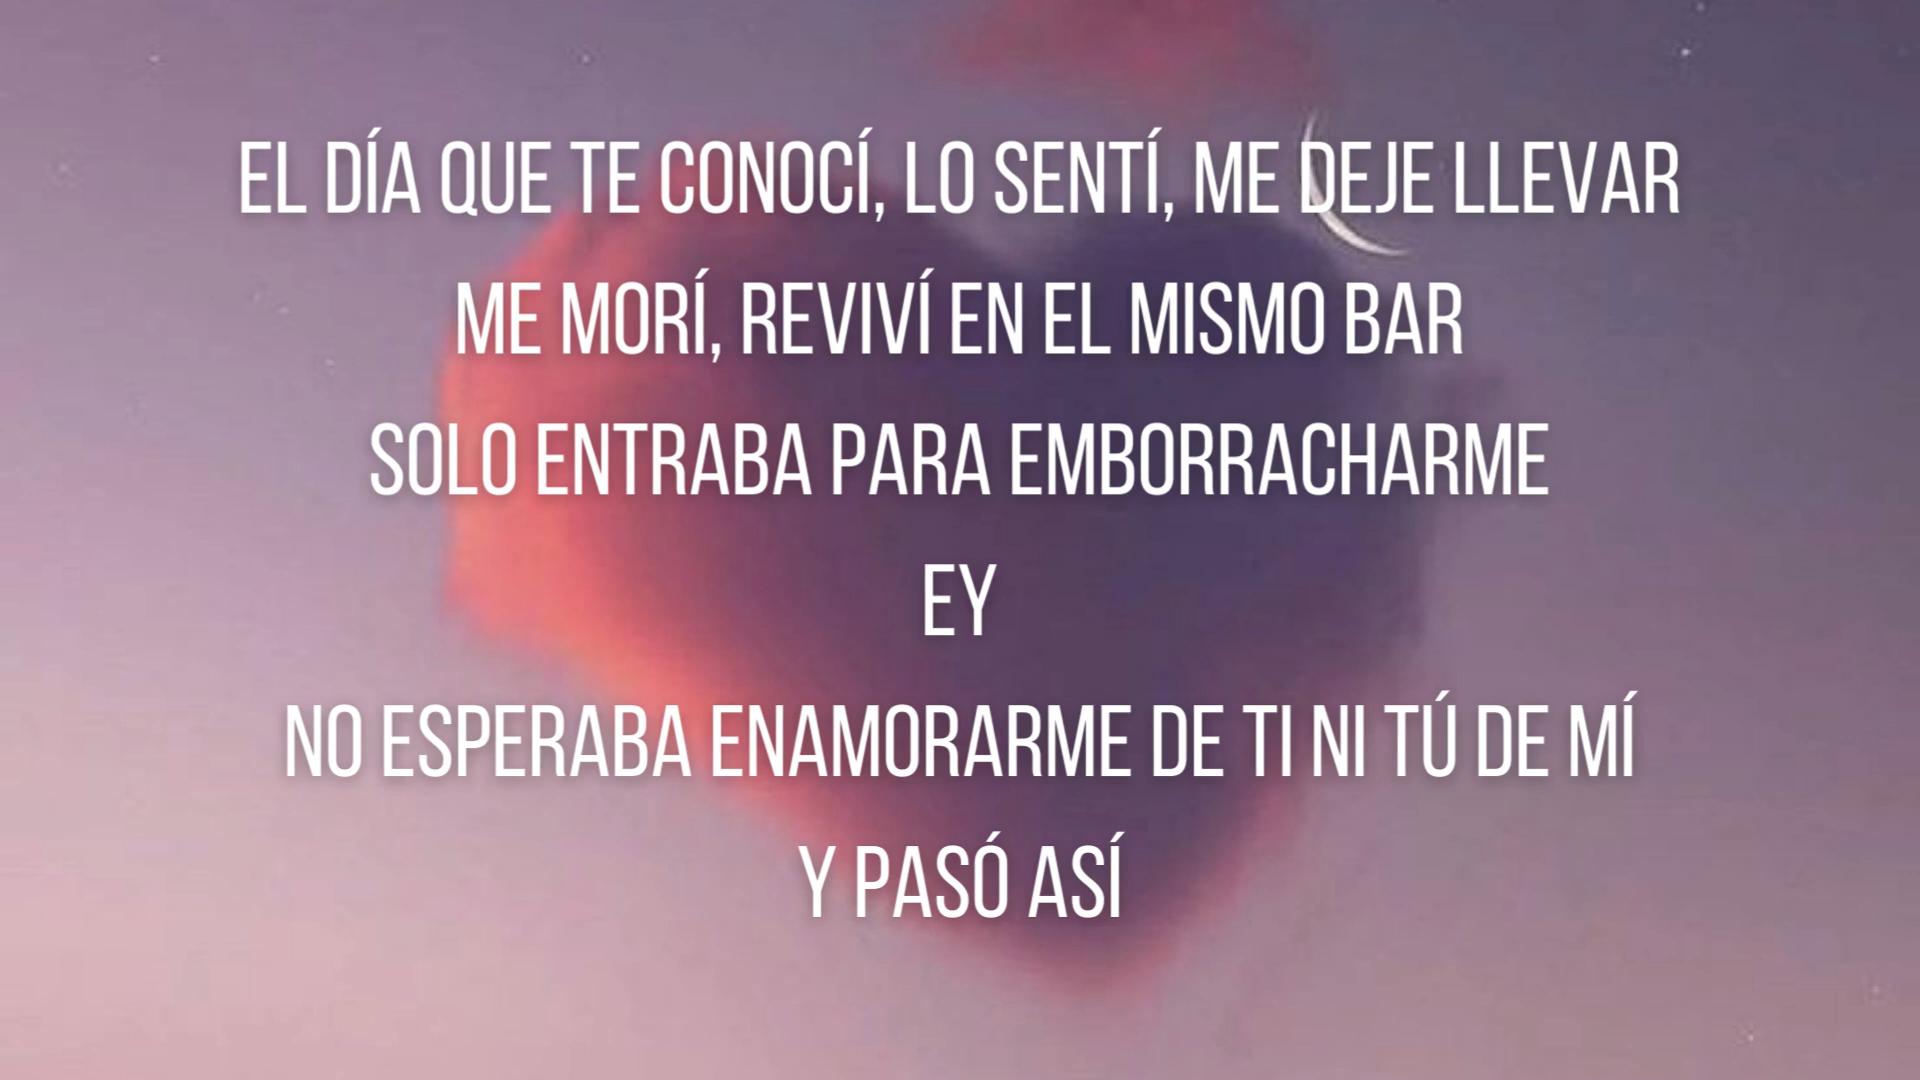 EL DÍA QUE TE CONOCÍ, LO SENTÍ, ME DEJE LLEVAR
ME MORÍ, REVIVÍ EN EL MISMO BAR
SOLO ENTRABA PARA EMBORRACHARME
EY
NO ESPERABA ENAMORARME DE TI NI TÚ DE MÍ
Y PASÓ ASÍ